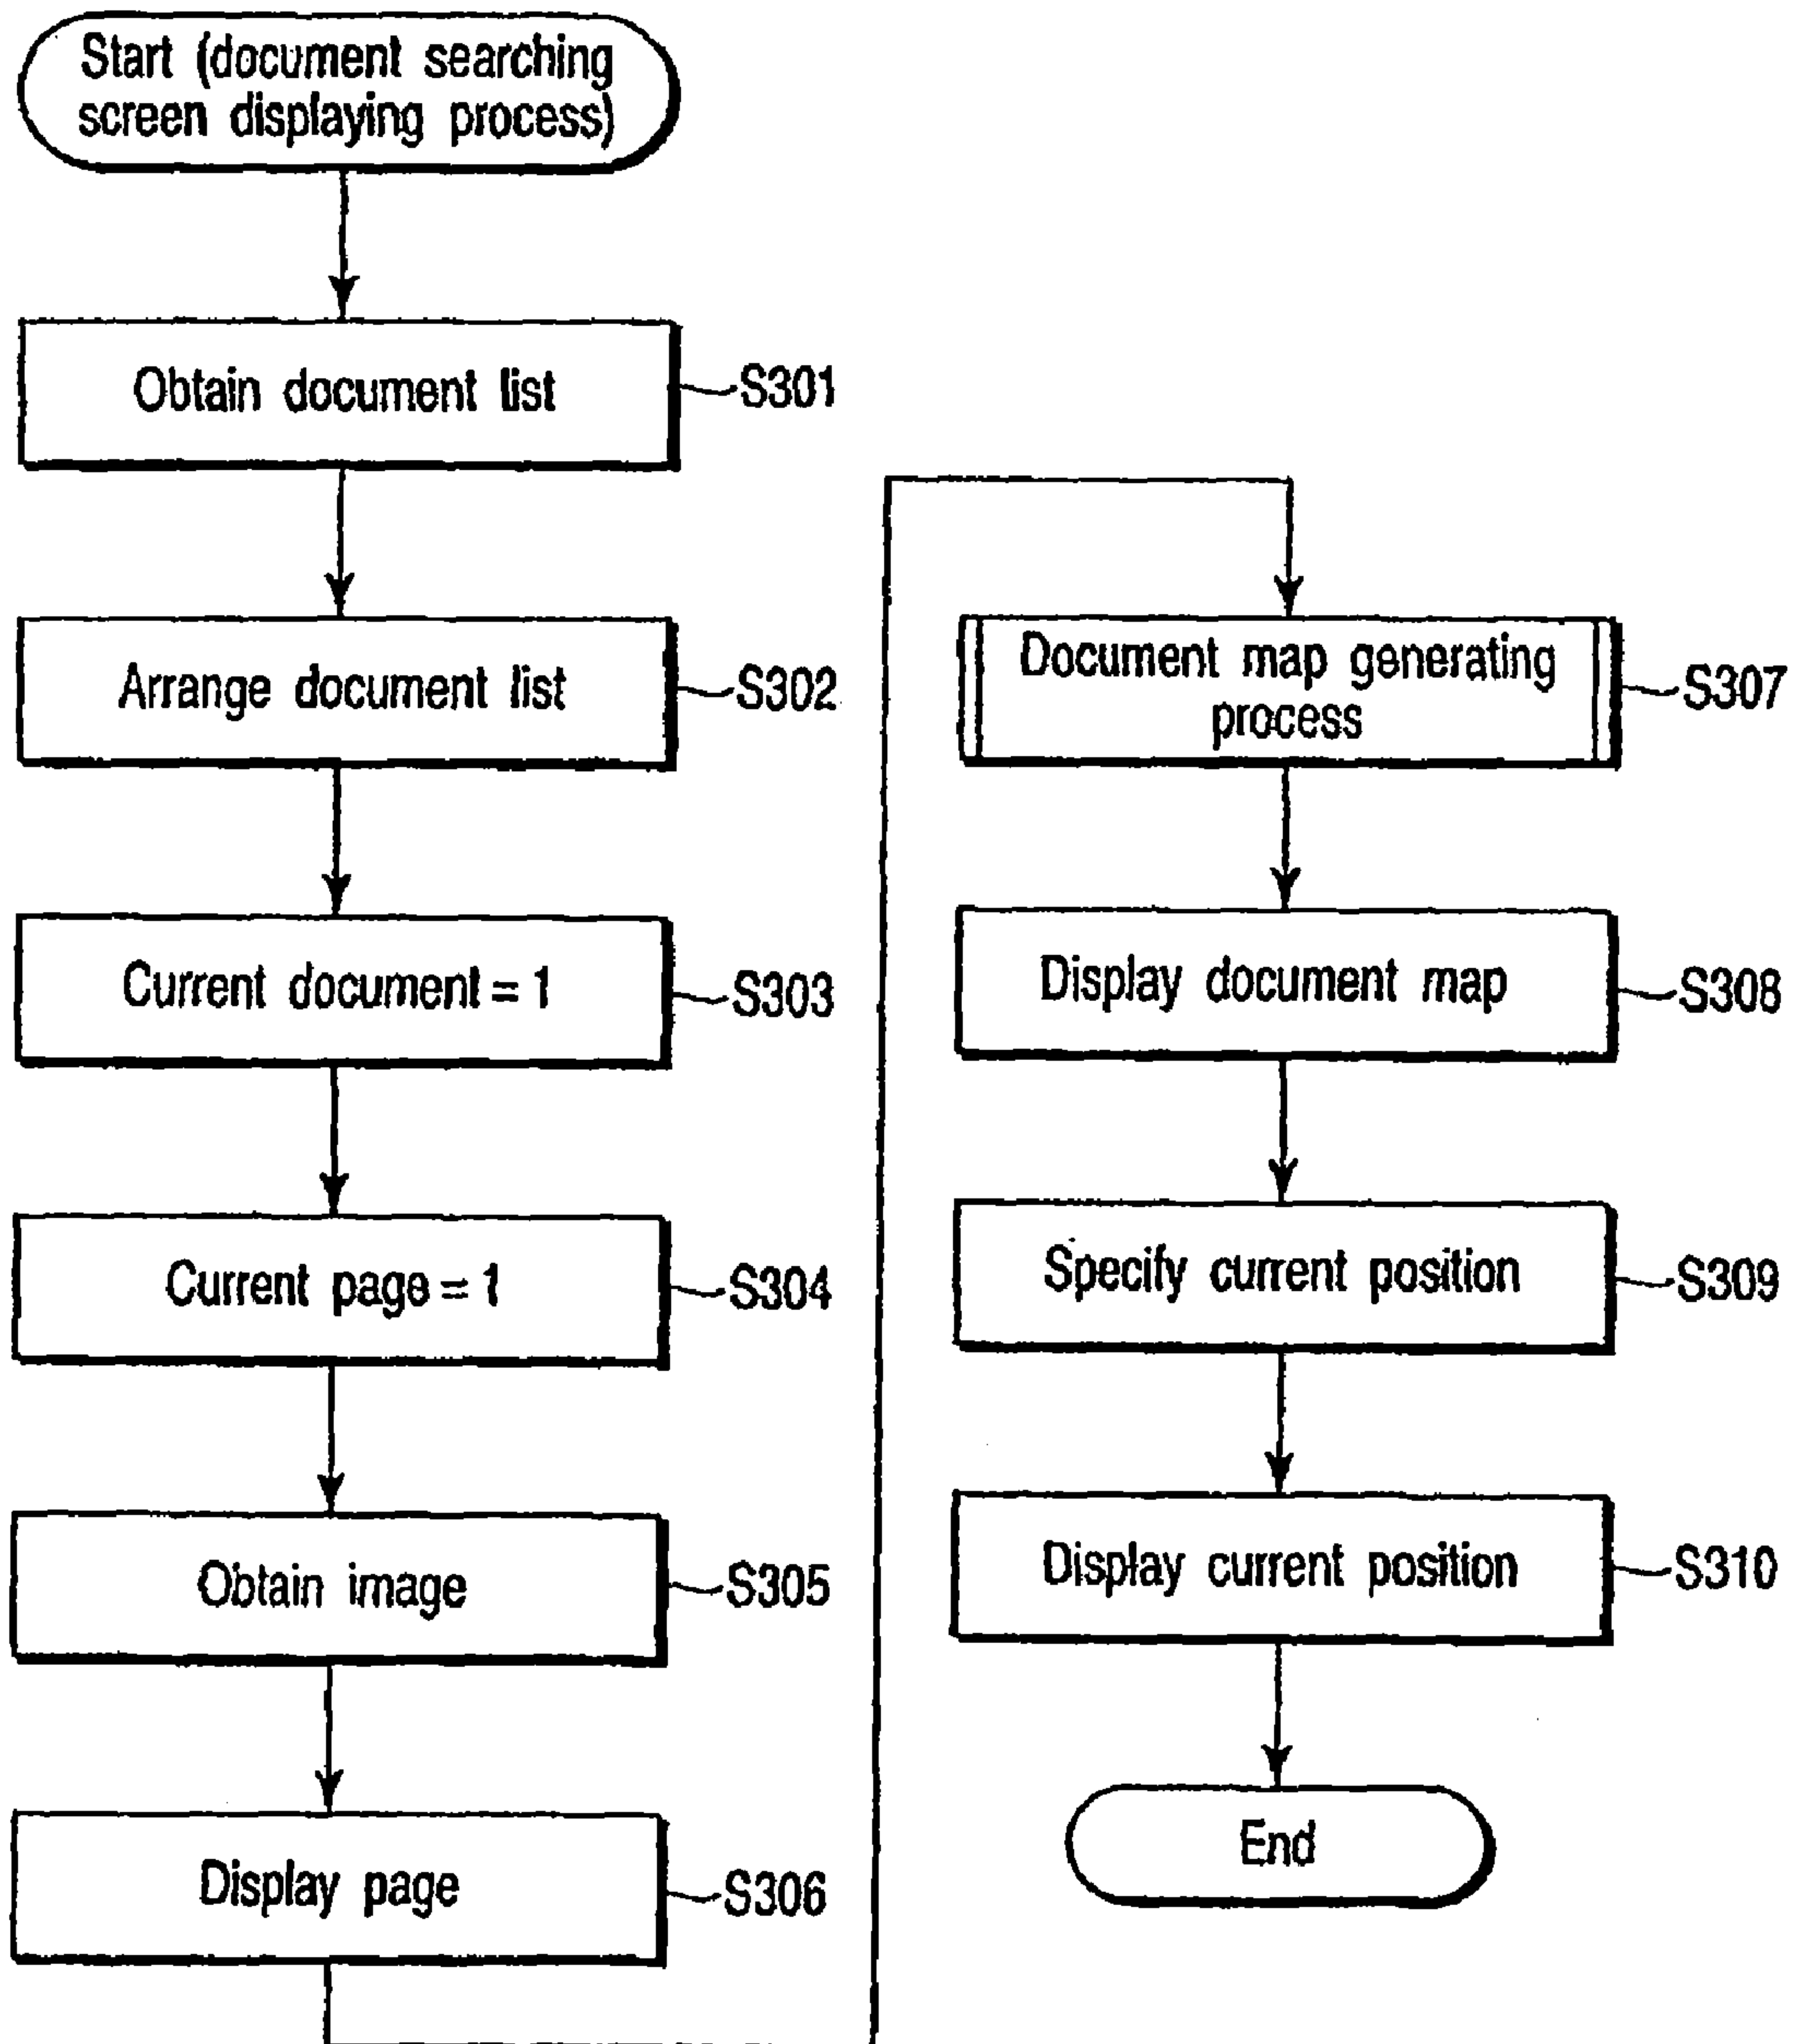 Start (document searching
screen displaying process)
Obtain document list
S301
Arrange document list
S302
Current document = 1
S303
Current page = 1
S304
Obtain image
S305
Display page
S306
Document map generating
process
S307
Display document map
S308
Specify current position
S309
Display current position
S310
End